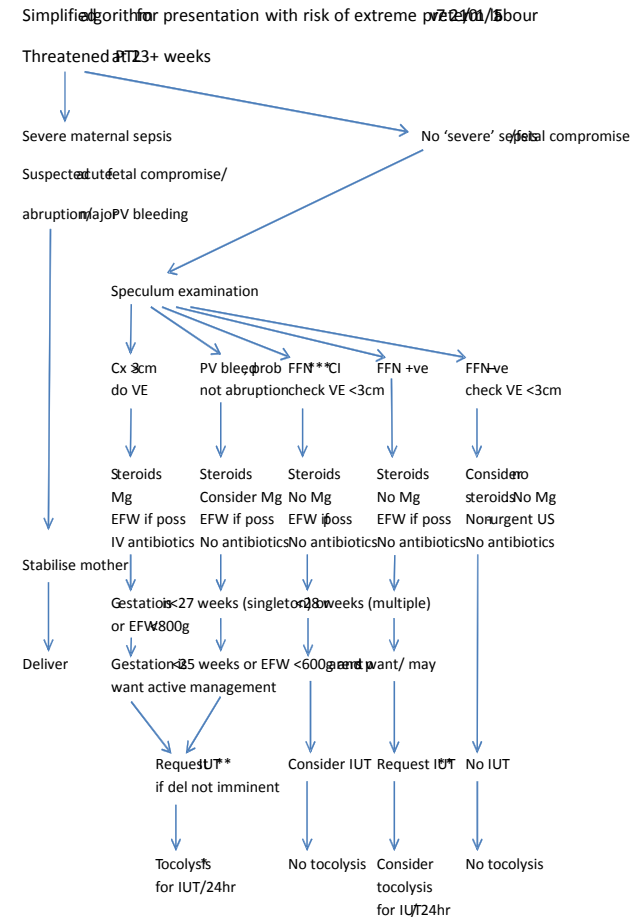 Simplified algorithm for presentation with risk of extreme preterm labour
Threatened PTL at 23+ weeks
Severe maternal sepsis
No ‘severe’ sepsis/fetal compromise
Suspected acute fetal compromise/
abruption/major PV bleeding
Speculum examination
Cx >3cm
do VE
PV bleed, prob
not abruption
FFN*** CI
check VE <3cm
FFN +ve
FFN –ve
check VE <3cm
Steroids
Mg
EFW if poss
IV antibiotics
Steroids
Consider Mg
EFW if poss
No antibiotics
Steroids
No Mg
EFW if poss
No antibiotics
Steroids
No Mg
EFW if poss
No antibiotics
Consider no
steroids No Mg
Non-urgent US
No antibiotics
Stabilise mother
Gestation is <27 weeks (singleton) or <28 weeks (multiple)
or EFW <800g
Deliver
Gestation is <25 weeks or EFW <600g and parents want/ may
want active management
Request IUT**
if del not imminent
Consider IUT
Request IUT**
No IUT
Tocolysis*
for IUT/24hr
No tocolysis
Consider
tocolysis
for IUT/24hr
No tocolysis